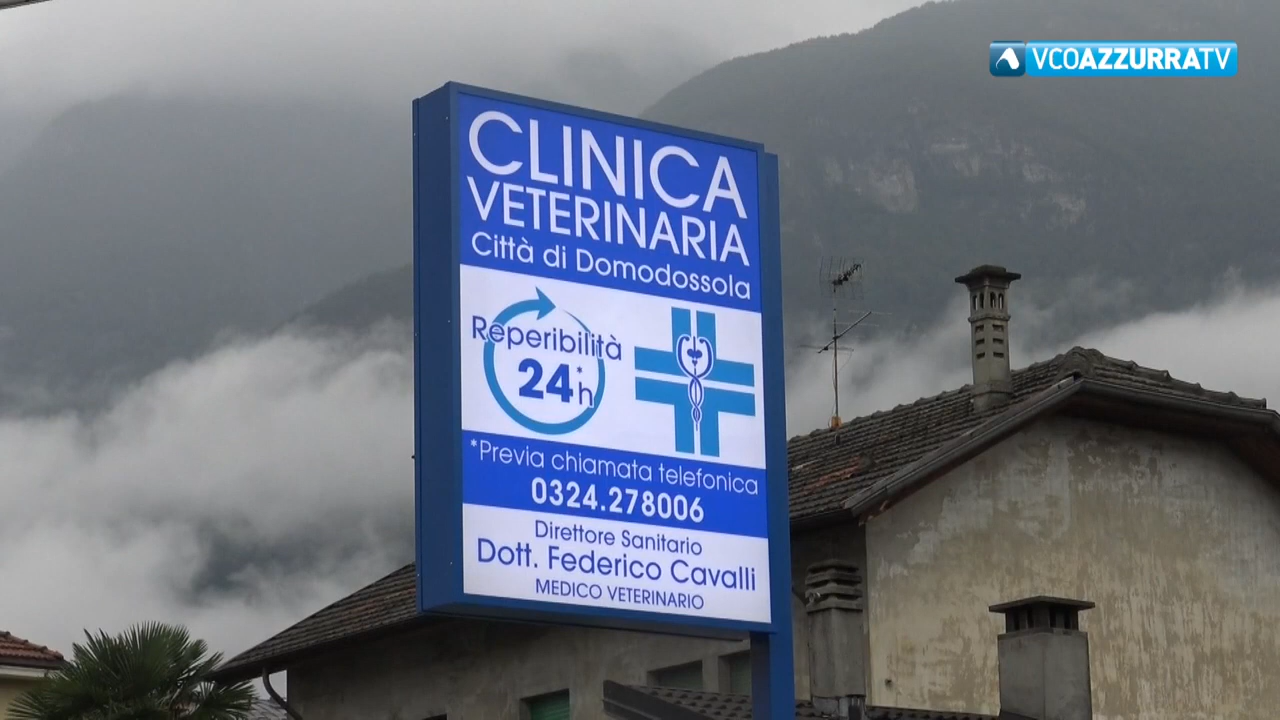 VCOAZZURRATV
CLINICA
VETERINARIA
Città di Domodossola
Reperibilità
24*h
*Previa chiamata telefonica
0324.278006
Direttore Sanitario
Dott. Federico Cavalli
MEDICO VETERINARIO